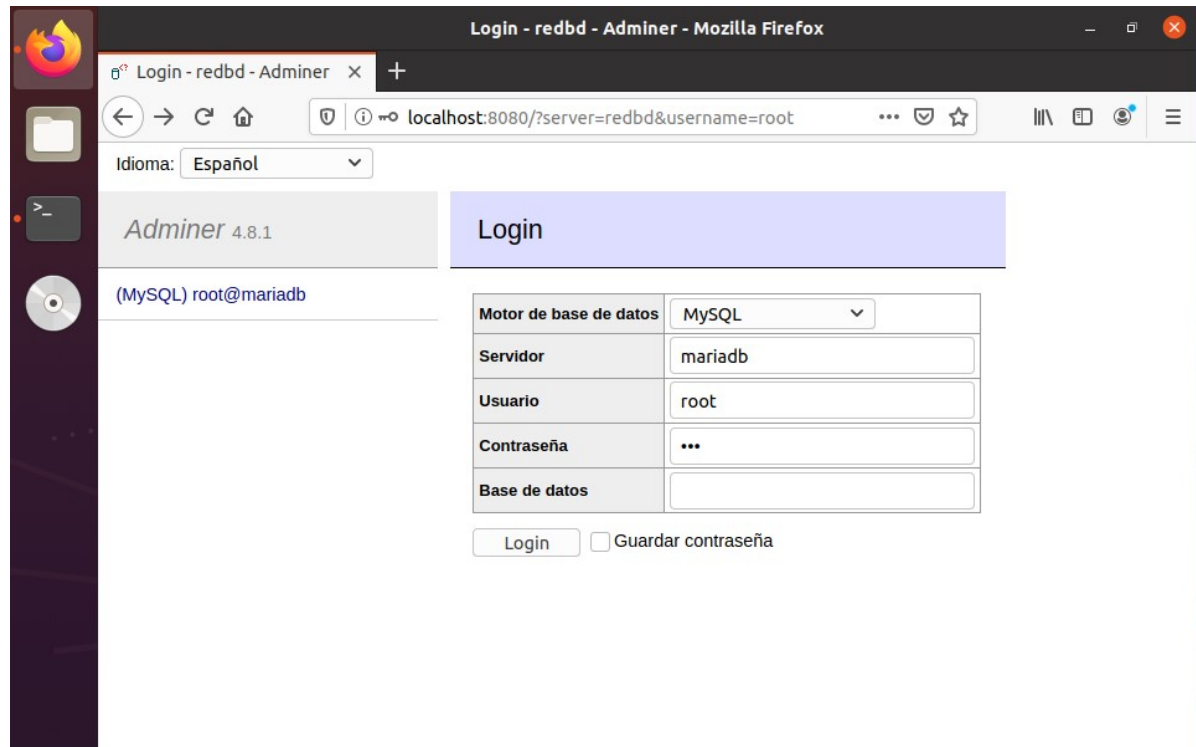 Login - redbd - Adminer - Mozilla Firefox
Login - redbd - Adminer
localhost:8080/?server=redbd&username=root
Idioma: Español
Adminer 4.8.1
Login
(MySQL) root@mariadb
Motor de base de datos MySQL
Servidor mariadb
Usuario root
Contraseña •••
Base de datos
Login Guardar contraseña